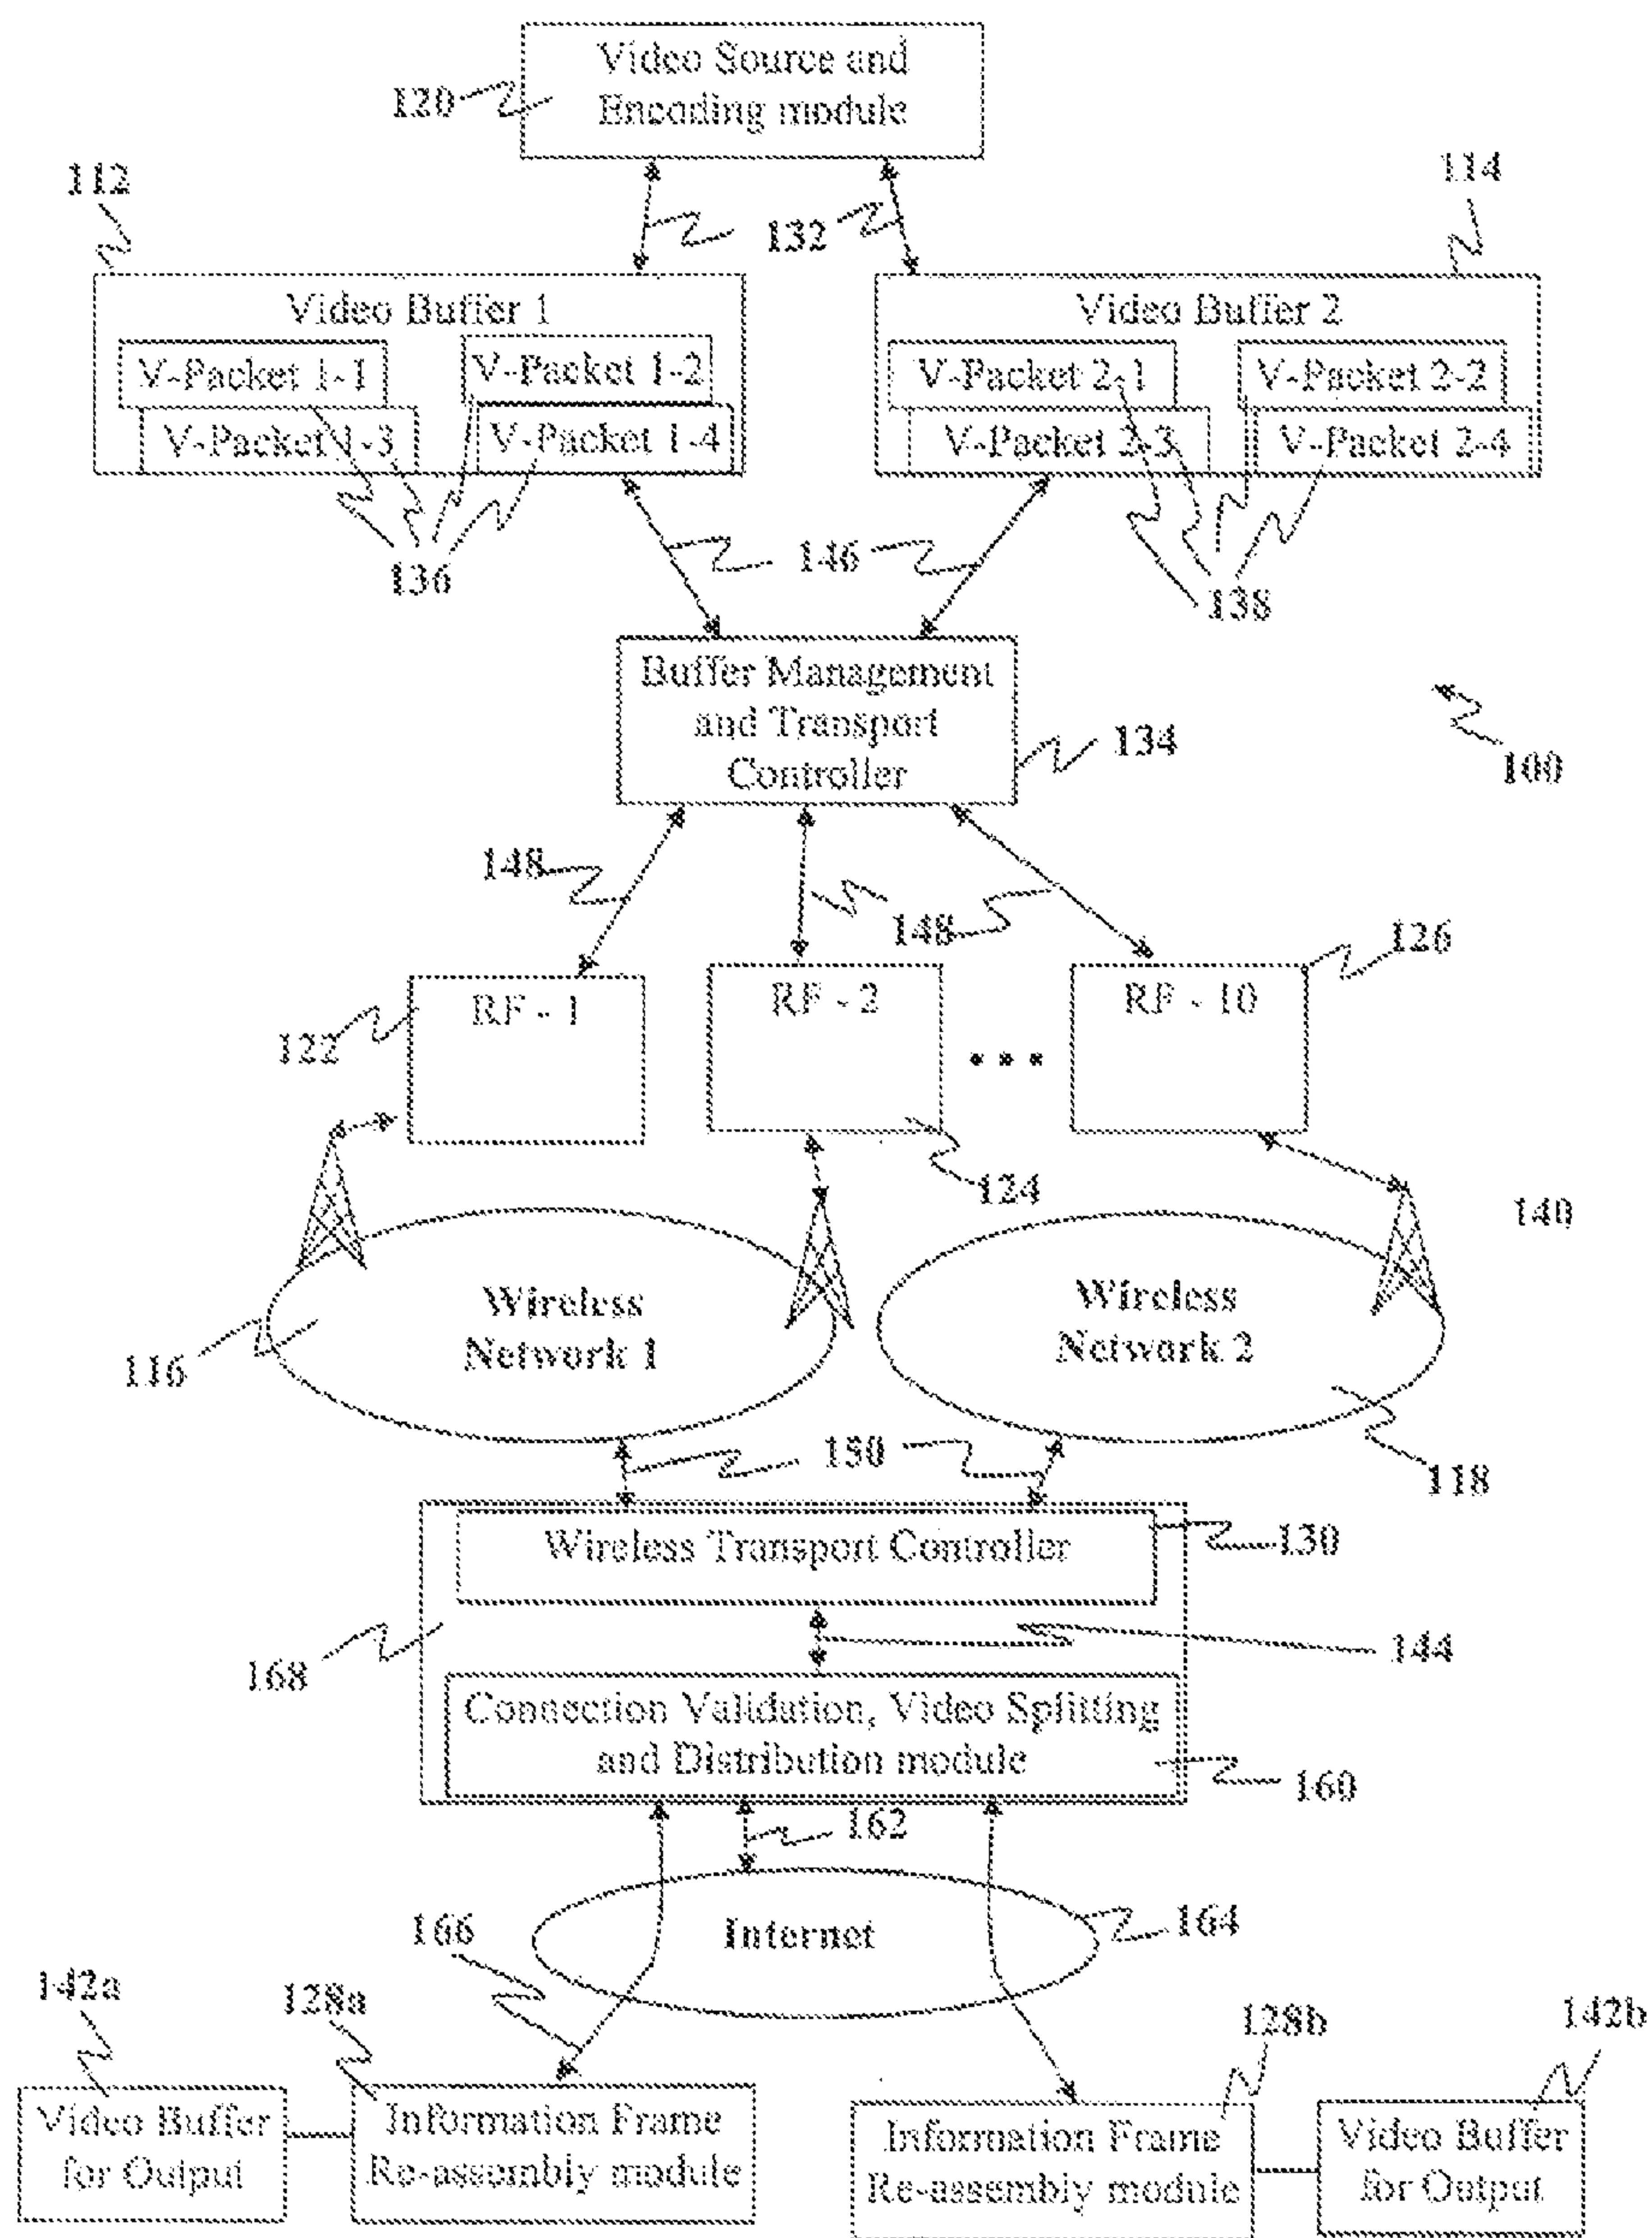 Video Source and
Encoding module
120
112
114
132
Video Buffer 1
Video Buffer 2
V-Packet 1-1
V-Packet 1-2
V-Packet 2-1
V-Packet 2-2
V-Packet 1-3
V-Packet 1-4
V-Packet 2-3
V-Packet 2-4
146
136
138
Buffer Management
and Transport
Controller
134
100
148
148
126
RF - 1
RF - 2
RF - 10
122
124
140
Wireless
Network 1
Wireless
Network 2
116
150
118
Wireless Transport Controller
130
144
168
Connection Validation, Video Splitting
and Distribution module
160
162
Internet
164
166
142a
128a
128b
142b
Video Buffer
for Output
Information Frame
Re-assembly module
Information Frame
Re-assembly module
Video Buffer
for Output